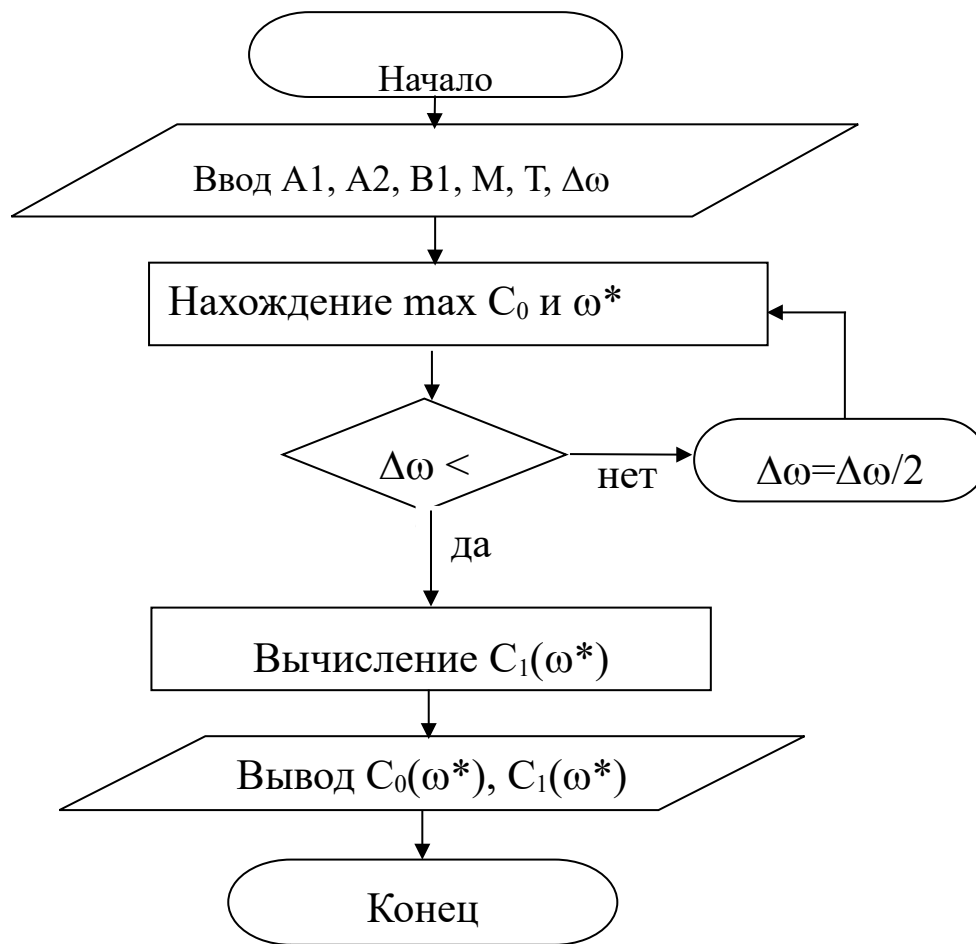 Начало
Ввод А1, А2, В1, М, Т, Δω
Нахождение max C₀ и ω*
Δω <
нет
Δω=Δω/2
да
Вычисление C₁(ω*)
Вывод C₀(ω*), C₁(ω*)
Конец